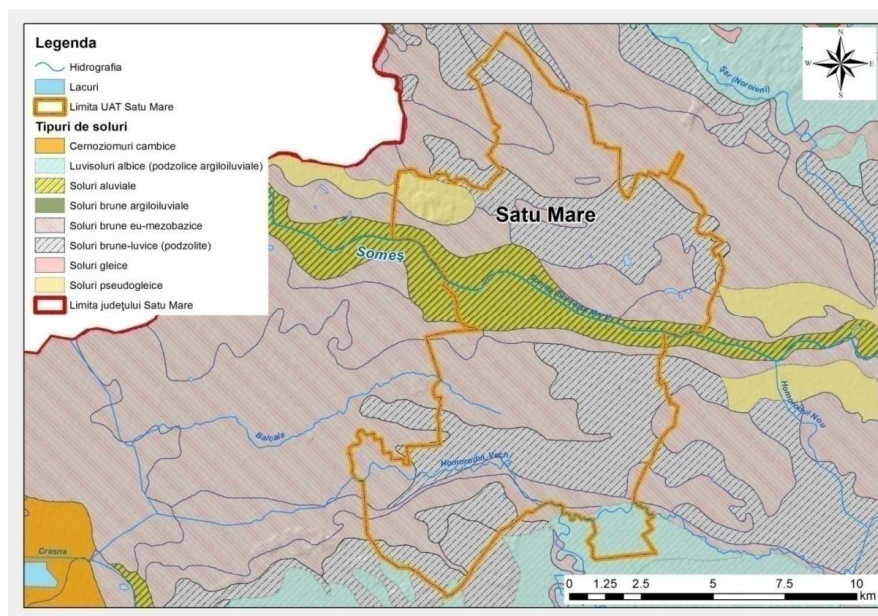 Legenda
Hidrografia
Lacuri
Limita UAT Satu Mare
Tipuri de soluri
Cernoziomuri cambice
Luvisoluri albice (podzolice argiloiluviale)
Soluri aluviale
Soluri brune argiloiluviale
Soluri brune eu-mezobazice
Soluri brune-luvice (podzolite)
Soluri gleice
Soluri pseudogleice
Limita județului Satu Mare
N
W
E
S
Șar (Noroieni)
Satu Mare
Someș
Homorodul Nou
Balcaia
Homorodul Vechi
Crasna
0 1.25 2.5 5 7.5 10
km